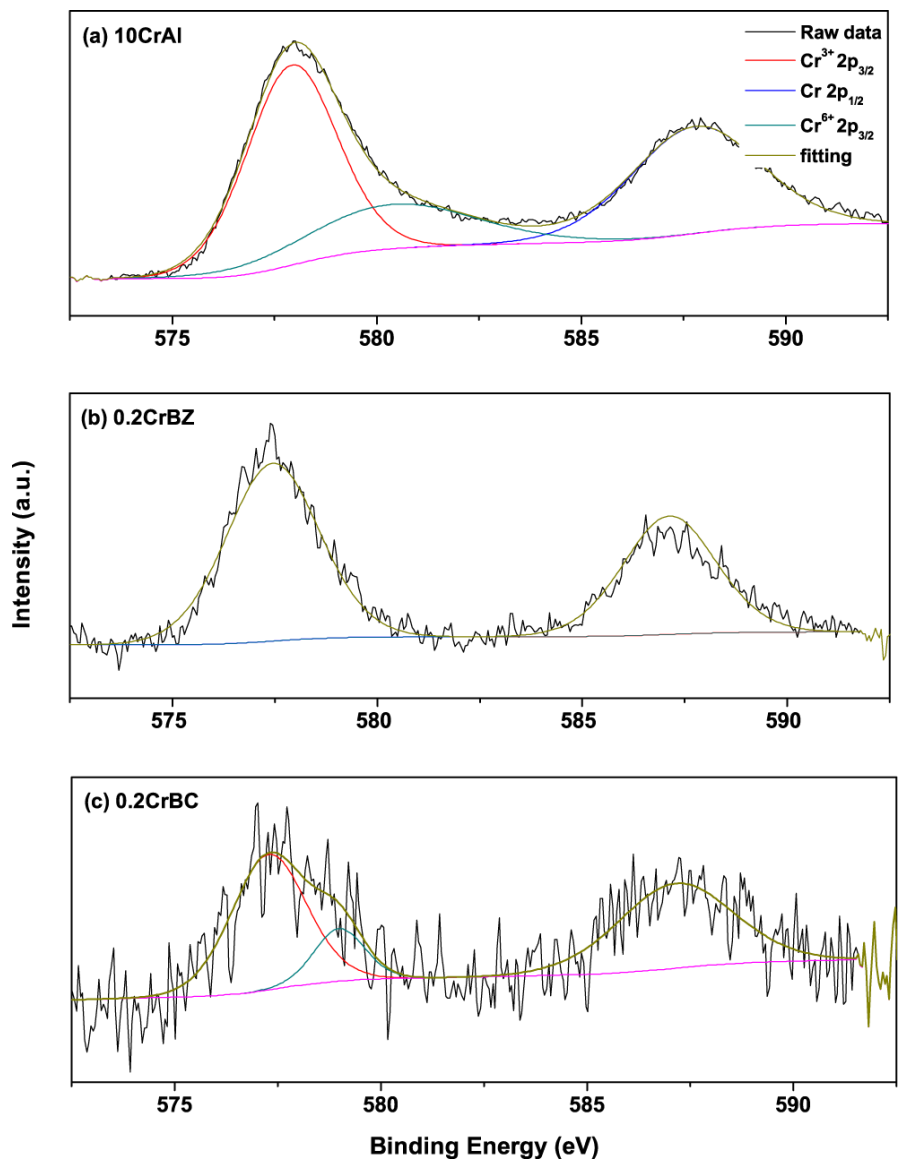 (a) 10CrAl
Raw data
Cr³⁺ 2p₃/₂
Cr 2p₁/₂
Cr⁶⁺ 2p₃/₂
fitting
575 580 585 590
(b) 0.2CrBZ
575 580 585 590
Intensity (a.u.)
(c) 0.2CrBC
575 580 585 590
Binding Energy (eV)